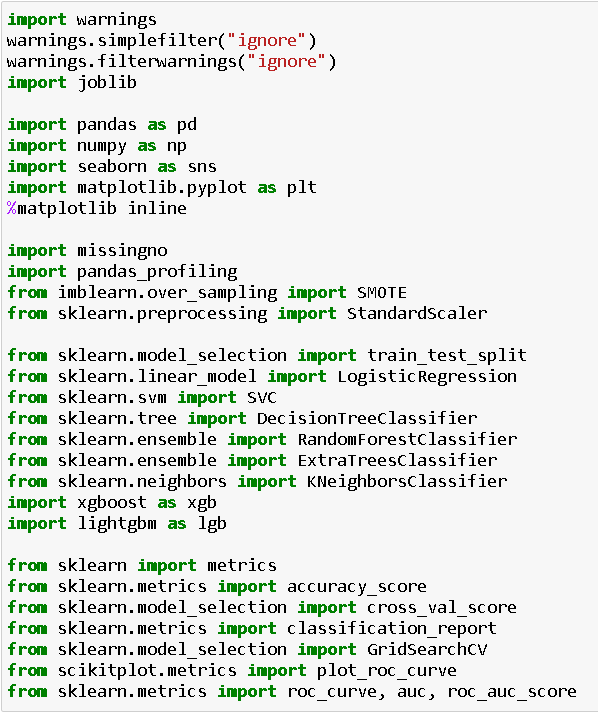 import warnings
warnings.simplefilter("ignore")
warnings.filterwarnings("ignore")
import joblib
import pandas as pd
import numpy as np
import seaborn as sns
import matplotlib.pyplot as plt
%matplotlib inline
import missingno
import pandas_profiling
from imblearn.over_sampling import SMOTE
from sklearn.preprocessing import StandardScaler
from sklearn.model_selection import train_test_split
from sklearn.linear_model import LogisticRegression
from sklearn.svm import SVC
from sklearn.tree import DecisionTreeClassifier
from sklearn.ensemble import RandomForestClassifier
from sklearn.ensemble import ExtraTreesClassifier
from sklearn.neighbors import KNeighborsClassifier
import xgboost as xgb
import lightgbm as lgb
from sklearn import metrics
from sklearn.metrics import accuracy_score
from sklearn.model_selection import cross_val_score
from sklearn.metrics import classification_report
from sklearn.model_selection import GridSearchCV
from scikitplot.metrics import plot_roc_curve
from sklearn.metrics import roc_curve, auc, roc_auc_score